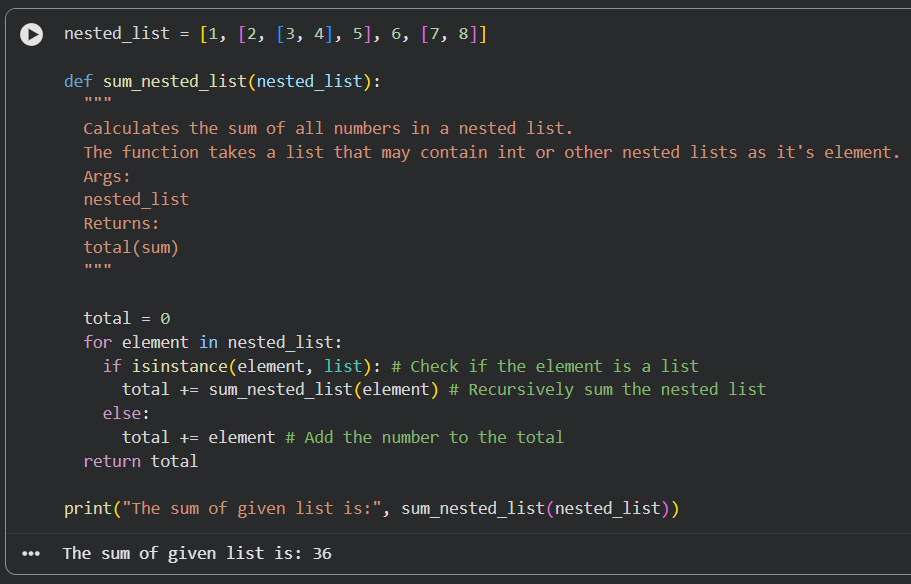 nested_list = [1, [2, [3, 4], 5], 6, [7, 8]]
def sum_nested_list(nested_list):
"""
Calculates the sum of all numbers in a nested list.
The function takes a list that may contain int or other nested lists as it's element.
Args:
nested_list
Returns:
total(sum)
"""
total = 0
for element in nested_list:
if isinstance(element, list): # Check if the element is a list
total += sum_nested_list(element) # Recursively sum the nested list
else:
total += element # Add the number to the total
return total
print("The sum of given list is:", sum_nested_list(nested_list))
The sum of given list is: 36